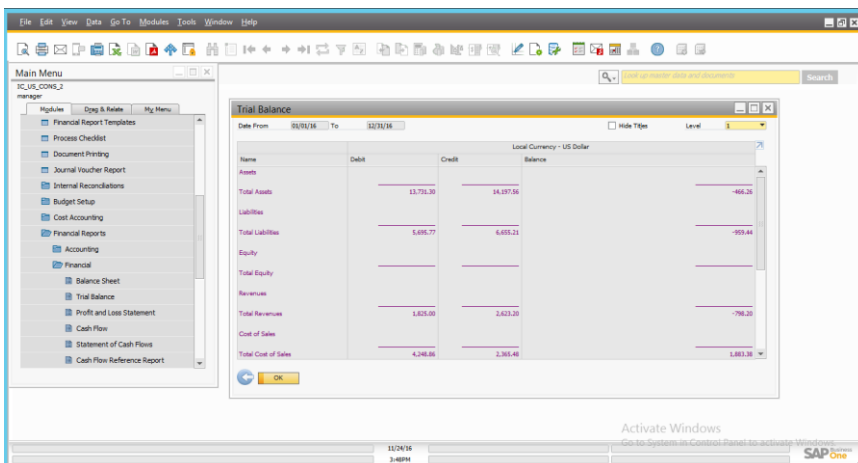 File Edit View Data Go To Modules Tools Window Help
Main Menu
IC_US_CONS_2
manager
Modules Drag & Relate My Menu
Financial Report Templates
Process Checklist
Document Printing
Journal Voucher Report
Internal Reconciliations
Budget Setup
Cost Accounting
Financial Reports
Accounting
Financial
Balance Sheet
Trial Balance
Profit and Loss Statement
Cash Flow
Statement of Cash Flows
Cash Flow Reference Report
Look up master data and documents Search
Trial Balance
Date From 01/01/16 To 12/31/16 Hide Titles Level 1
Local Currency - US Dollar
Name Debit Credit Balance
Assets
Total Assets 13,731.30 14,197.56 -466.26
Liabilities
Total Liabilities 5,695.77 6,655.21 -959.44
Equity
Total Equity
Revenues
Total Revenues 1,825.00 2,623.20 -798.20
Cost of Sales
Total Cost of Sales 4,248.86 2,365.48 1,883.38
OK
Activate Windows
Go to System in Control Panel to activate Windows.
11/24/16
3:48PM
SAP Business One